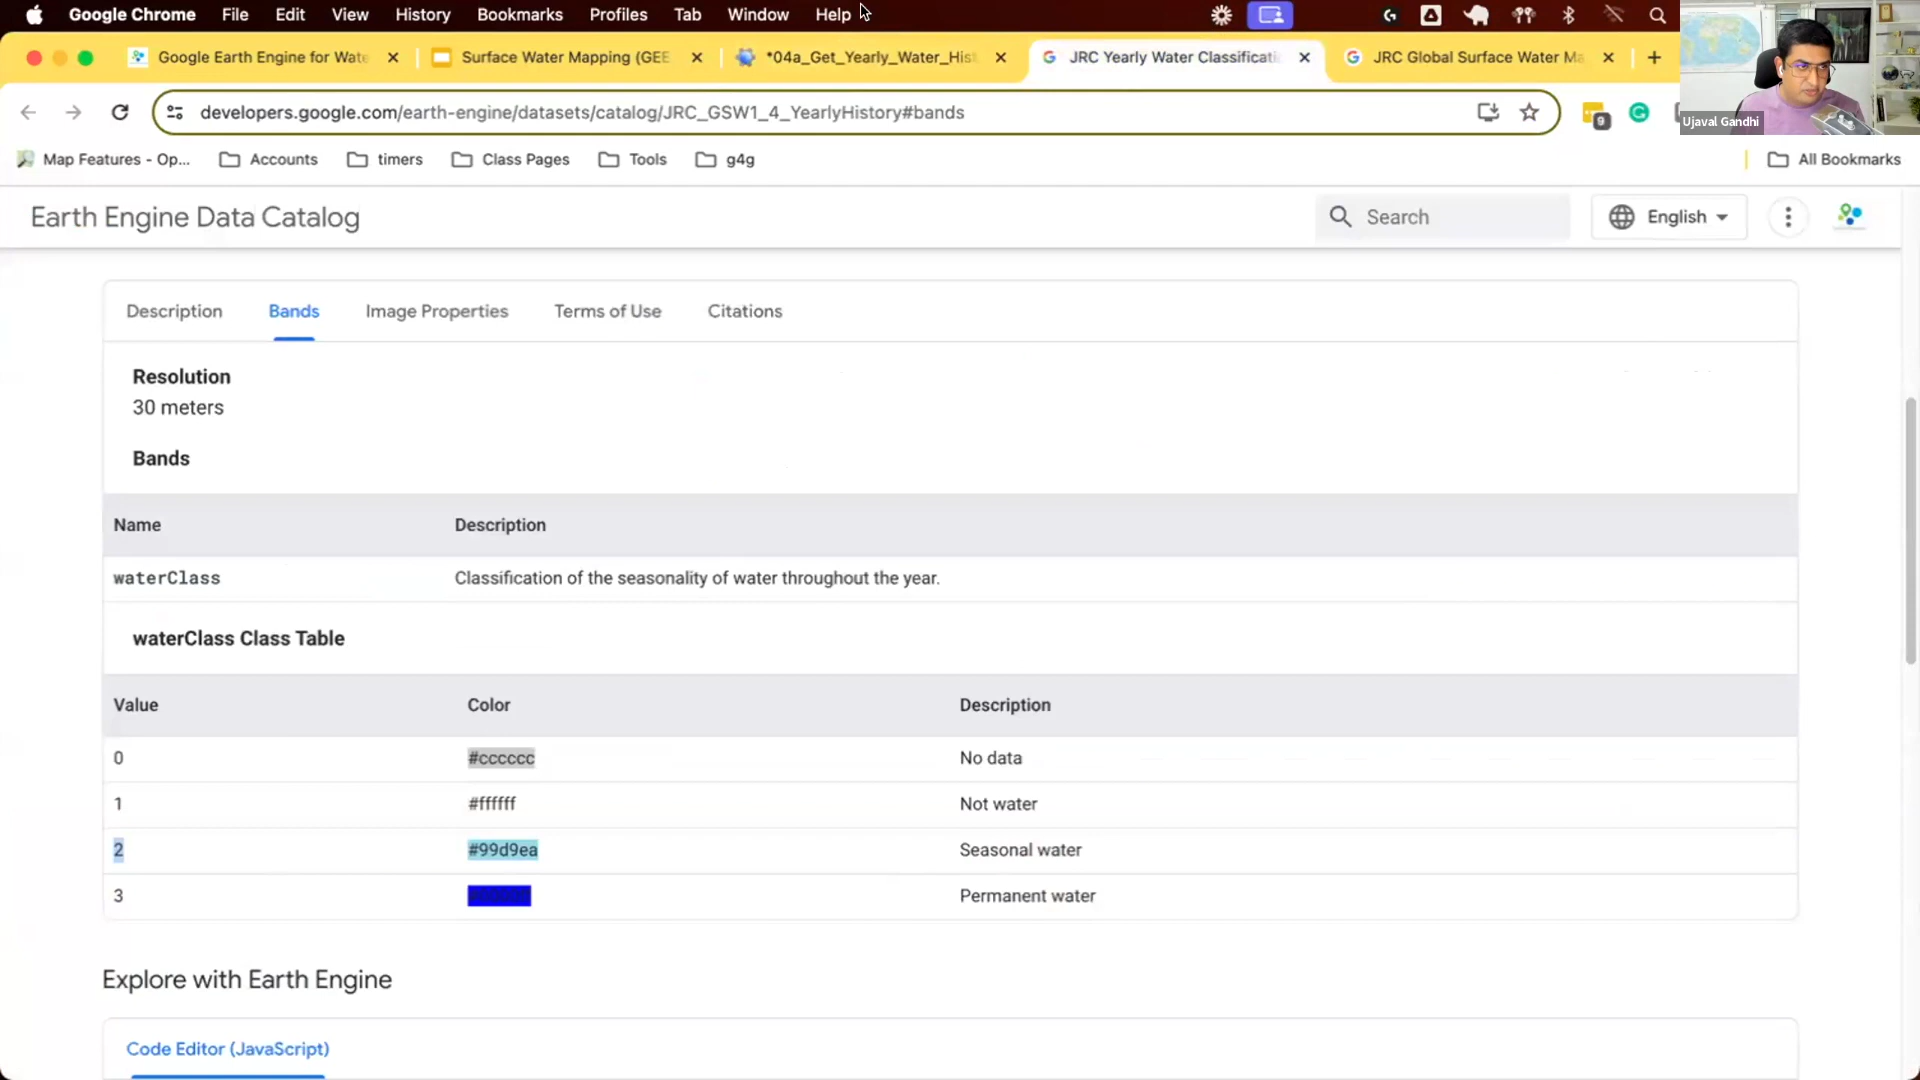 Google Chrome File Edit View History Bookmarks Profiles Tab Window Help
Google Earth Engine for Wate
Surface Water Mapping (GEE
*04a_Get_Yearly_Water_Hist
JRC Yearly Water Classificati
JRC Global Surface Water Ma
developers.google.com/earth-engine/datasets/catalog/JRC_GSW1_4_YearlyHistory#bands
9
Ujaval Gandhi
Map Features - Op... Accounts timers Class Pages Tools g4g All Bookmarks
Earth Engine Data Catalog
Search
English
Description Bands Image Properties Terms of Use Citations
Resolution
30 meters
Bands
Name Description
waterClass Classification of the seasonality of water throughout the year.
waterClass Class Table
Value Color Description
0 #cccccc No data
1 #ffffff Not water
2 #99d9ea Seasonal water
3 Permanent water
Explore with Earth Engine
Code Editor (JavaScript)